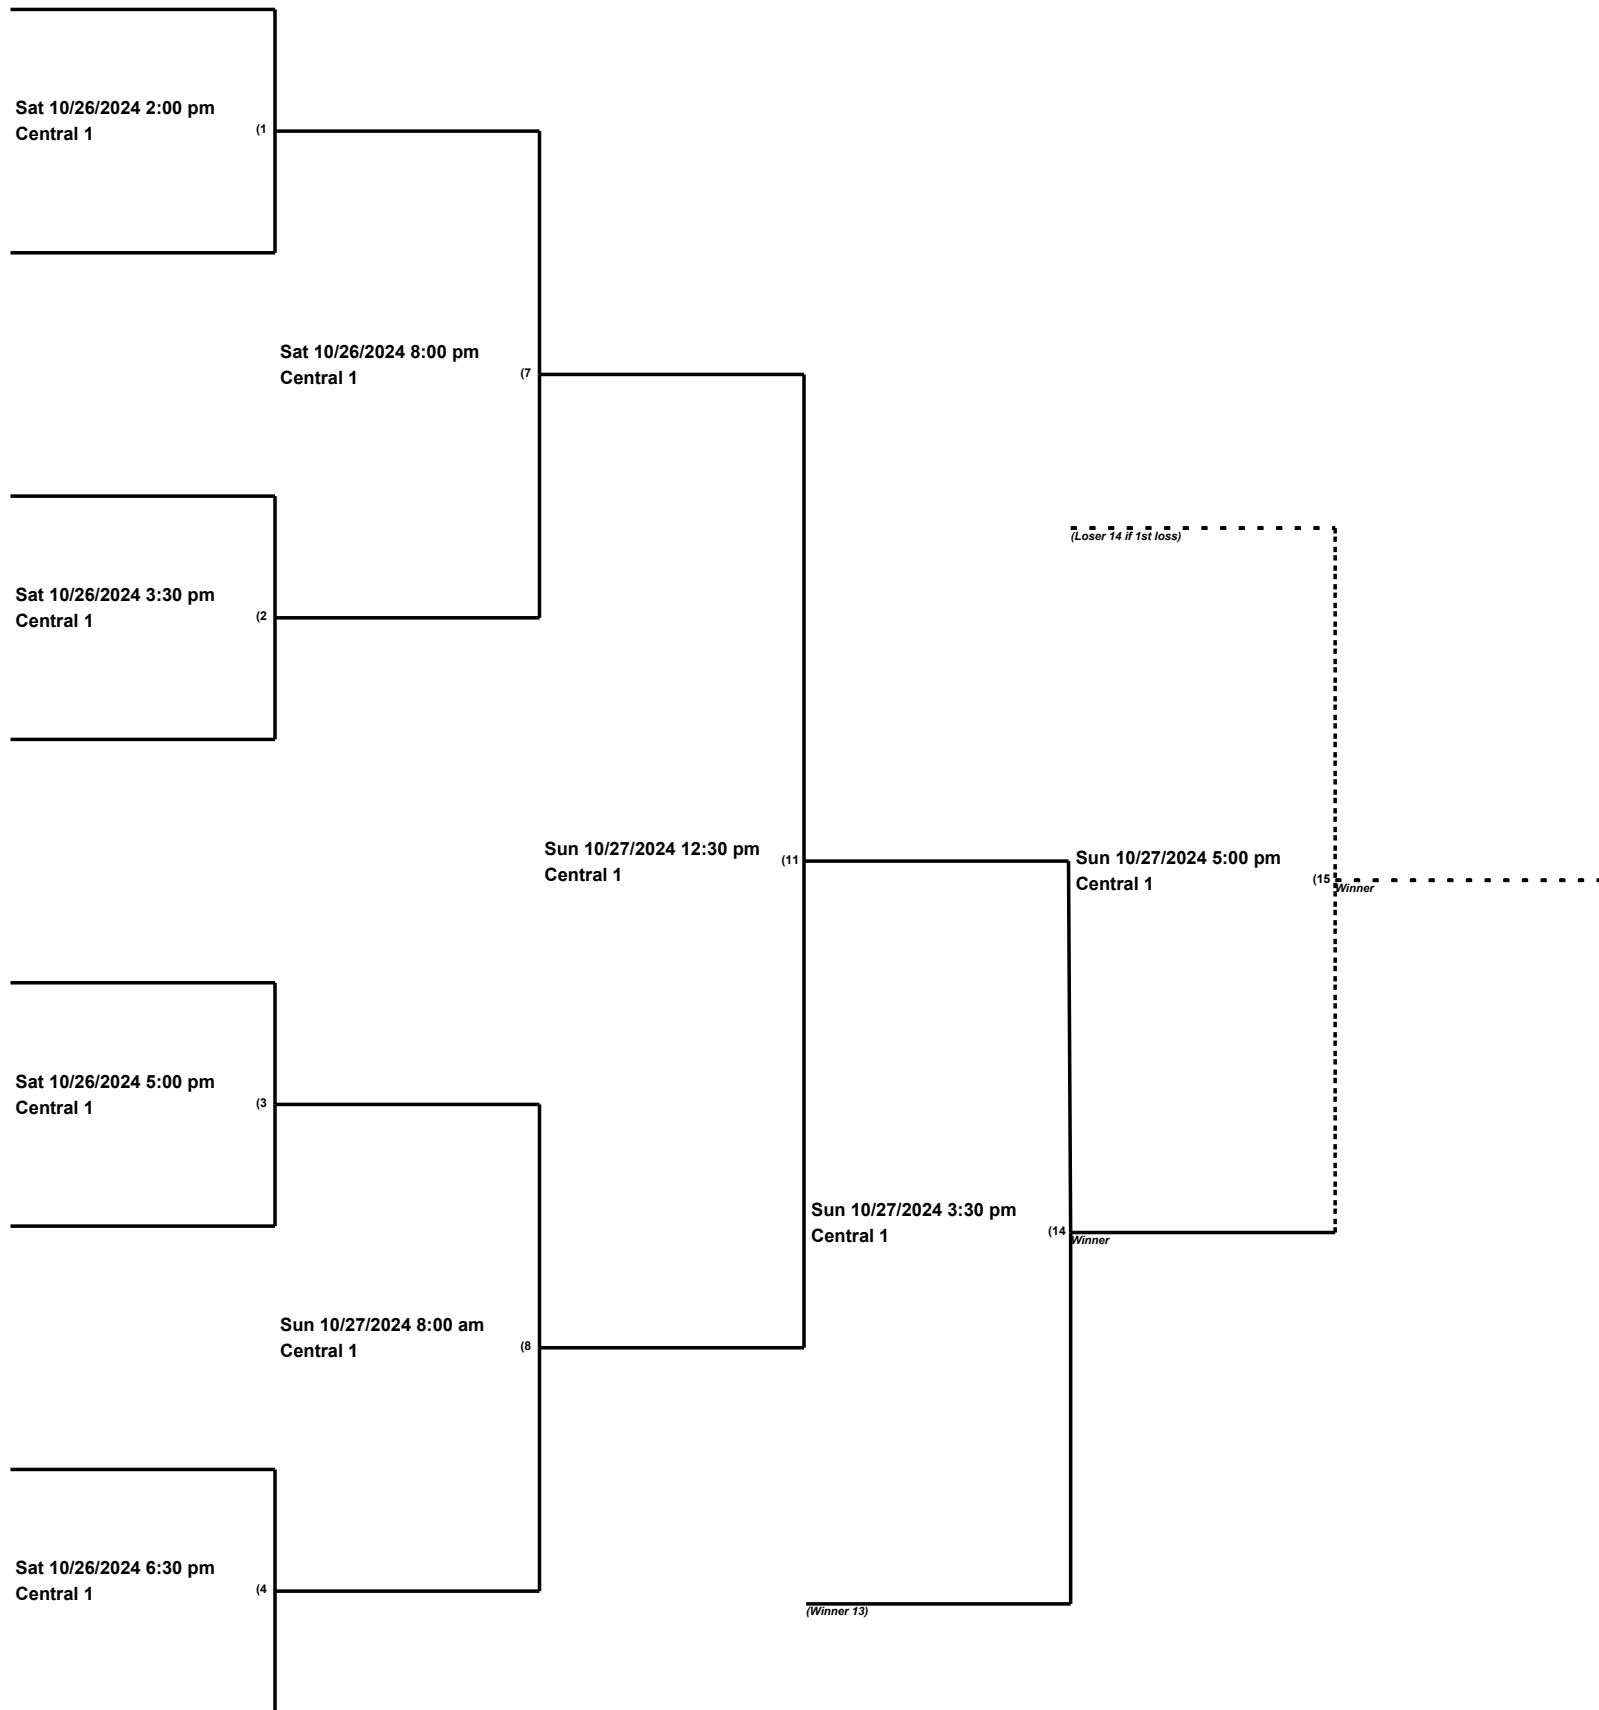 Sat 10/26/2024 2:00 pm
Central 1
(1
Sat 10/26/2024 8:00 pm
Central 1
(7
Sat 10/26/2024 3:30 pm
Central 1
(2
(Loser 14 if 1st loss)
Sun 10/27/2024 12:30 pm
Central 1
(11
Sun 10/27/2024 5:00 pm
Central 1
(15
Winner
Sat 10/26/2024 5:00 pm
Central 1
(3
Sun 10/27/2024 3:30 pm
Central 1
(14
Winner
Sun 10/27/2024 8:00 am
Central 1
(8
Sat 10/26/2024 6:30 pm
Central 1
(4
(Winner 13)